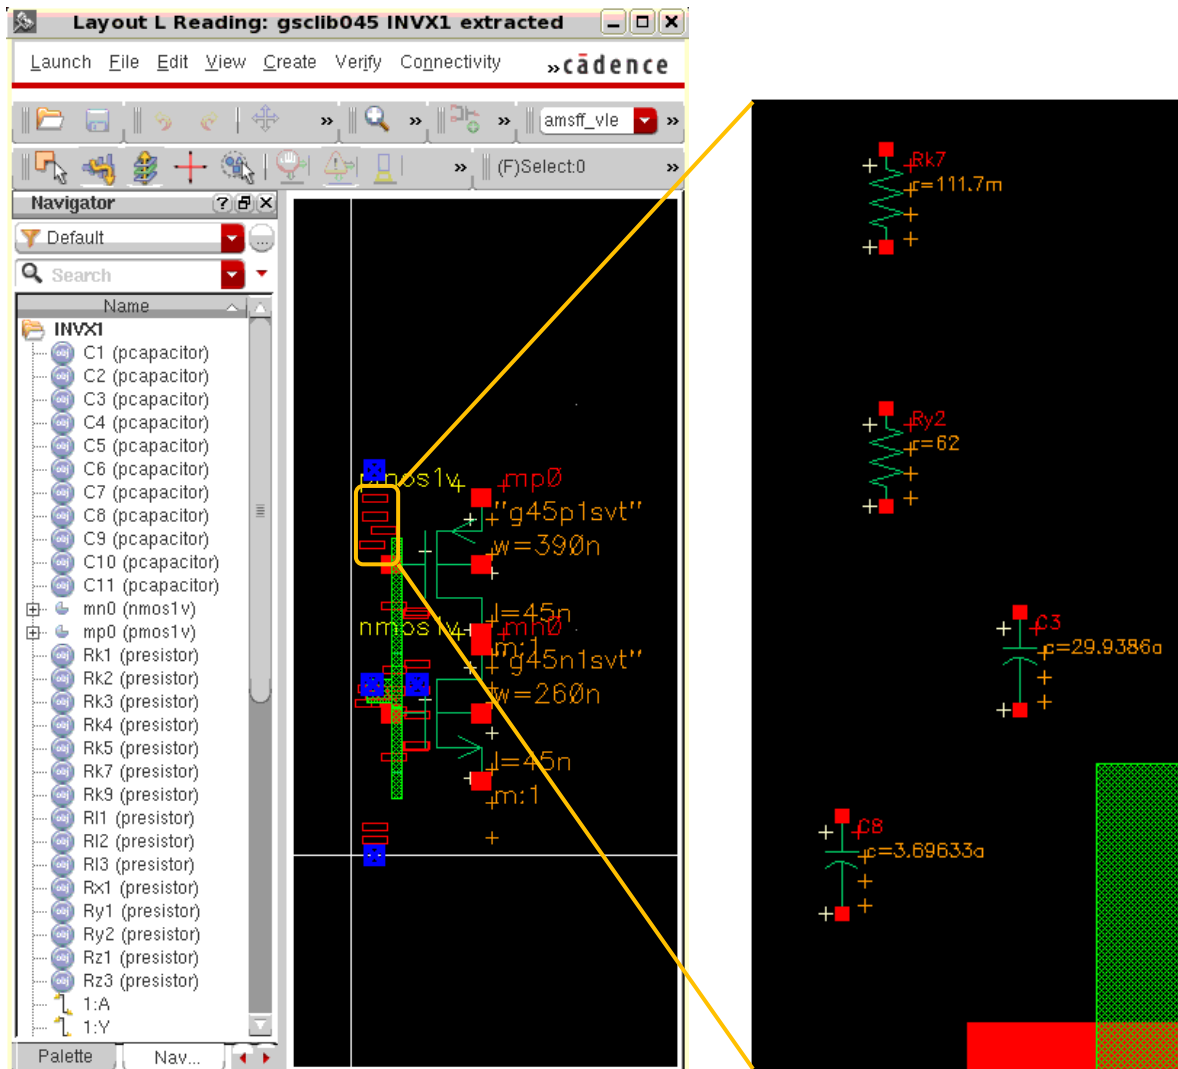 Layout L Reading: gsclib045 INVX1 extracted
Launch File Edit View Create Verify Connectivity » cādence
» » » amsff_vle »
» (F)Select:0 »
Navigator
Default
Search
Name
INVX1
C1 (pcapacitor)
C2 (pcapacitor)
C3 (pcapacitor)
C4 (pcapacitor)
C5 (pcapacitor)
C6 (pcapacitor)
C7 (pcapacitor)
C8 (pcapacitor)
C9 (pcapacitor)
C10 (pcapacitor)
C11 (pcapacitor)
mn0 (nmos1v)
mp0 (pmos1v)
Rk1 (presistor)
Rk2 (presistor)
Rk3 (presistor)
Rk4 (presistor)
Rk5 (presistor)
Rk7 (presistor)
Rk9 (presistor)
Rl1 (presistor)
Rl2 (presistor)
Rl3 (presistor)
Rx1 (presistor)
Ry1 (presistor)
Ry2 (presistor)
Rz1 (presistor)
Rz3 (presistor)
1:A
1:Y
Palette Nav...
mp0
"g45p1svt"
w=390n
l=45n
m:1
nmos1v mn0
"g45n1svt"
w=260n
l=45n
m:1
Rk7
r=111.7m
Ry2
r=62
C3
c=29.9386a
C8
c=3.69633a